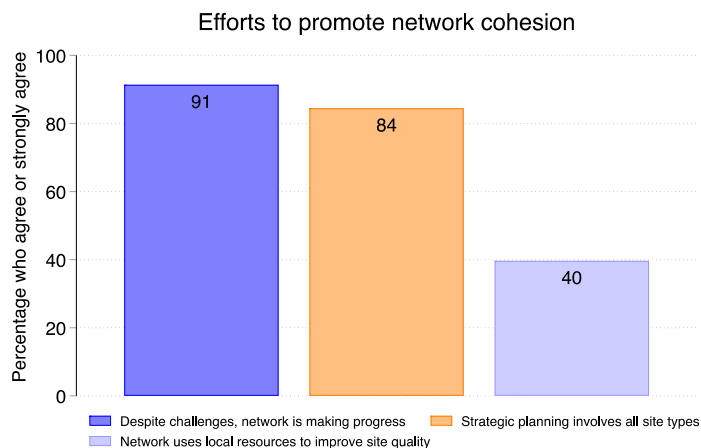 Efforts to promote network cohesion
Percentage who agree or strongly agree
100
80
60
40
20
0
91
84
40
Despite challenges, network is making progress
Strategic planning involves all site types
Network uses local resources to improve site quality